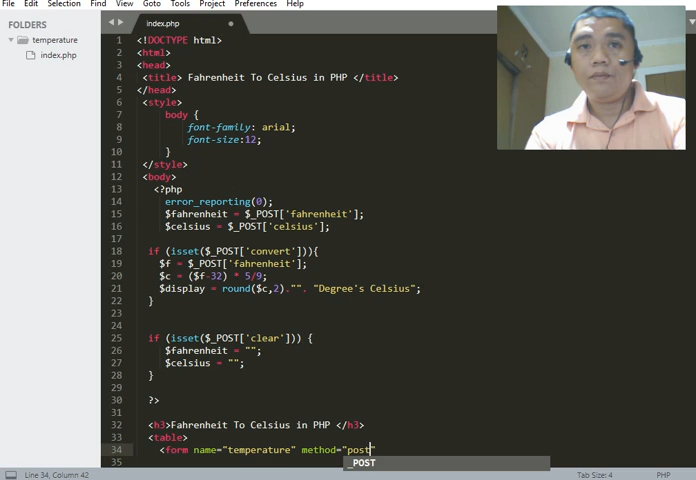 File Edit Selection Find View Goto Tools Project Preferences Help
FOLDERS
temperature
index.php
index.php
1 <!DOCTYPE html>
2 <html>
3 <head>
4 <title> Fahrenheit To Celsius in PHP </title>
5 </head>
6 <style>
7 body {
8 font-family: arial;
9 font-size:12;
10 }
11 </style>
12 <body>
13 <?php
14 error_reporting(0);
15 $fahrenheit = $_POST['fahrenheit'];
16 $celsius = $_POST['celsius'];
17
18 if (isset($_POST['convert'])){
19 $f = $_POST['fahrenheit'];
20 $c = ($f-32) * 5/9;
21 $display = round($c,2)."". "Degree's Celsius";
22 }
23
24
25 if (isset($_POST['clear'])) {
26 $fahrenheit = "";
27 $celsius = "";
28 }
29
30 ?>
31
32 <h3>Fahrenheit To Celsius in PHP </h3>
33 <table>
34 <form name="temperature" method="post"
35
_POST
Line 34, Column 42 Tab Size: 4 PHP